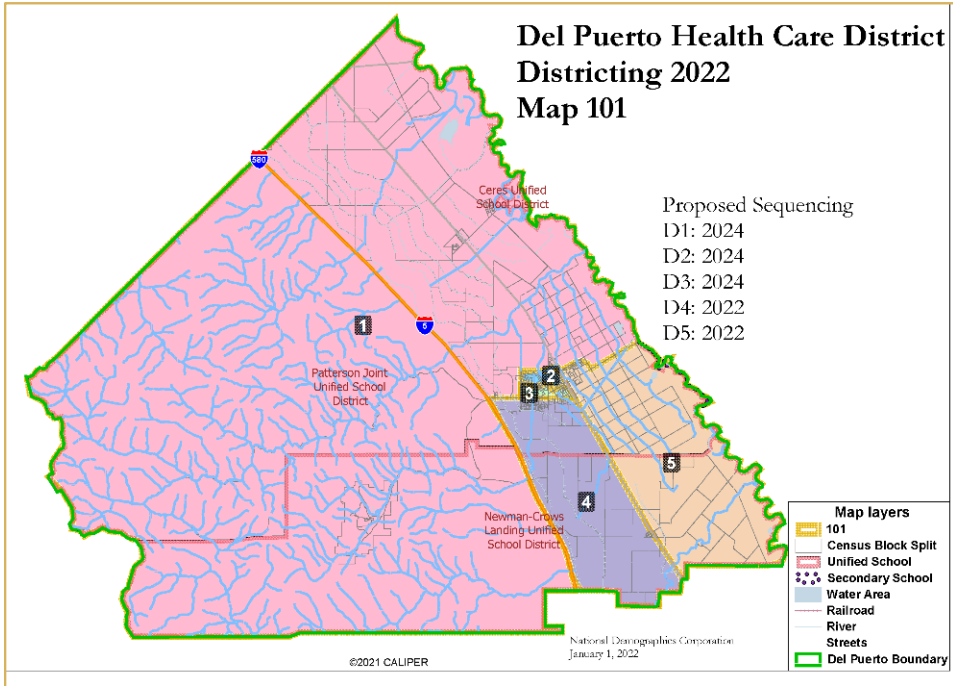 Del Puerto Health Care District
Districting 2022
Map 101
580
Ceres Unified
School District
Proposed Sequencing
D1: 2024
D2: 2024
D3: 2024
D4: 2022
D5: 2022
1
5
2
Patterson Joint
Unified School
District
3
5
4
Newman-Crows
Landing Unified
School District
Map layers
101
Census Block Split
Unified School
Secondary School
Water Area
Railroad
River
Streets
Del Puerto Boundary
National Demographics Corporation
January 1, 2022
©2021 CALIPER